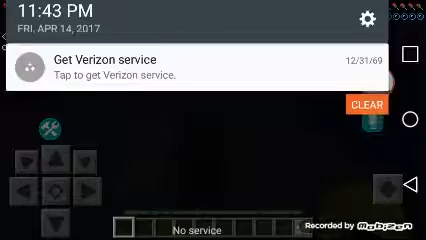 11:43 PM
FRI, APR 14, 2017
Get Verizon service
12/31/69
Tap to get Verizon service.
CLEAR
No service
Recorded by Mobizen